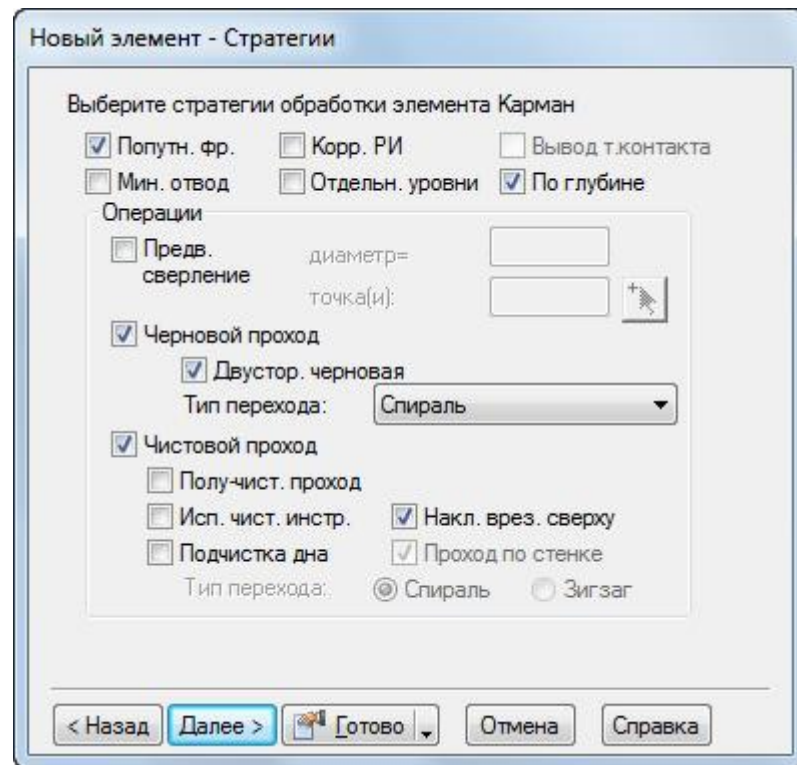 Новый элемент - Стратегии
Выберите стратегии обработки элемента Карман
Попутн. фр. Корр. РИ Вывод т.контакта
Мин. отвод Отдельн. уровни По глубине
Операции
Предв. диаметр=
сверление
точка(и):
Черновой проход
Двустор. черновая
Тип перехода: Спираль
Чистовой проход
Получист. проход
Исп. чист. инстр. Накл. врез. сверху
Подчистка дна Проход по стенке
Тип перехода: Спираль Зигзаг
< Назад Далее > Готово Отмена Справка